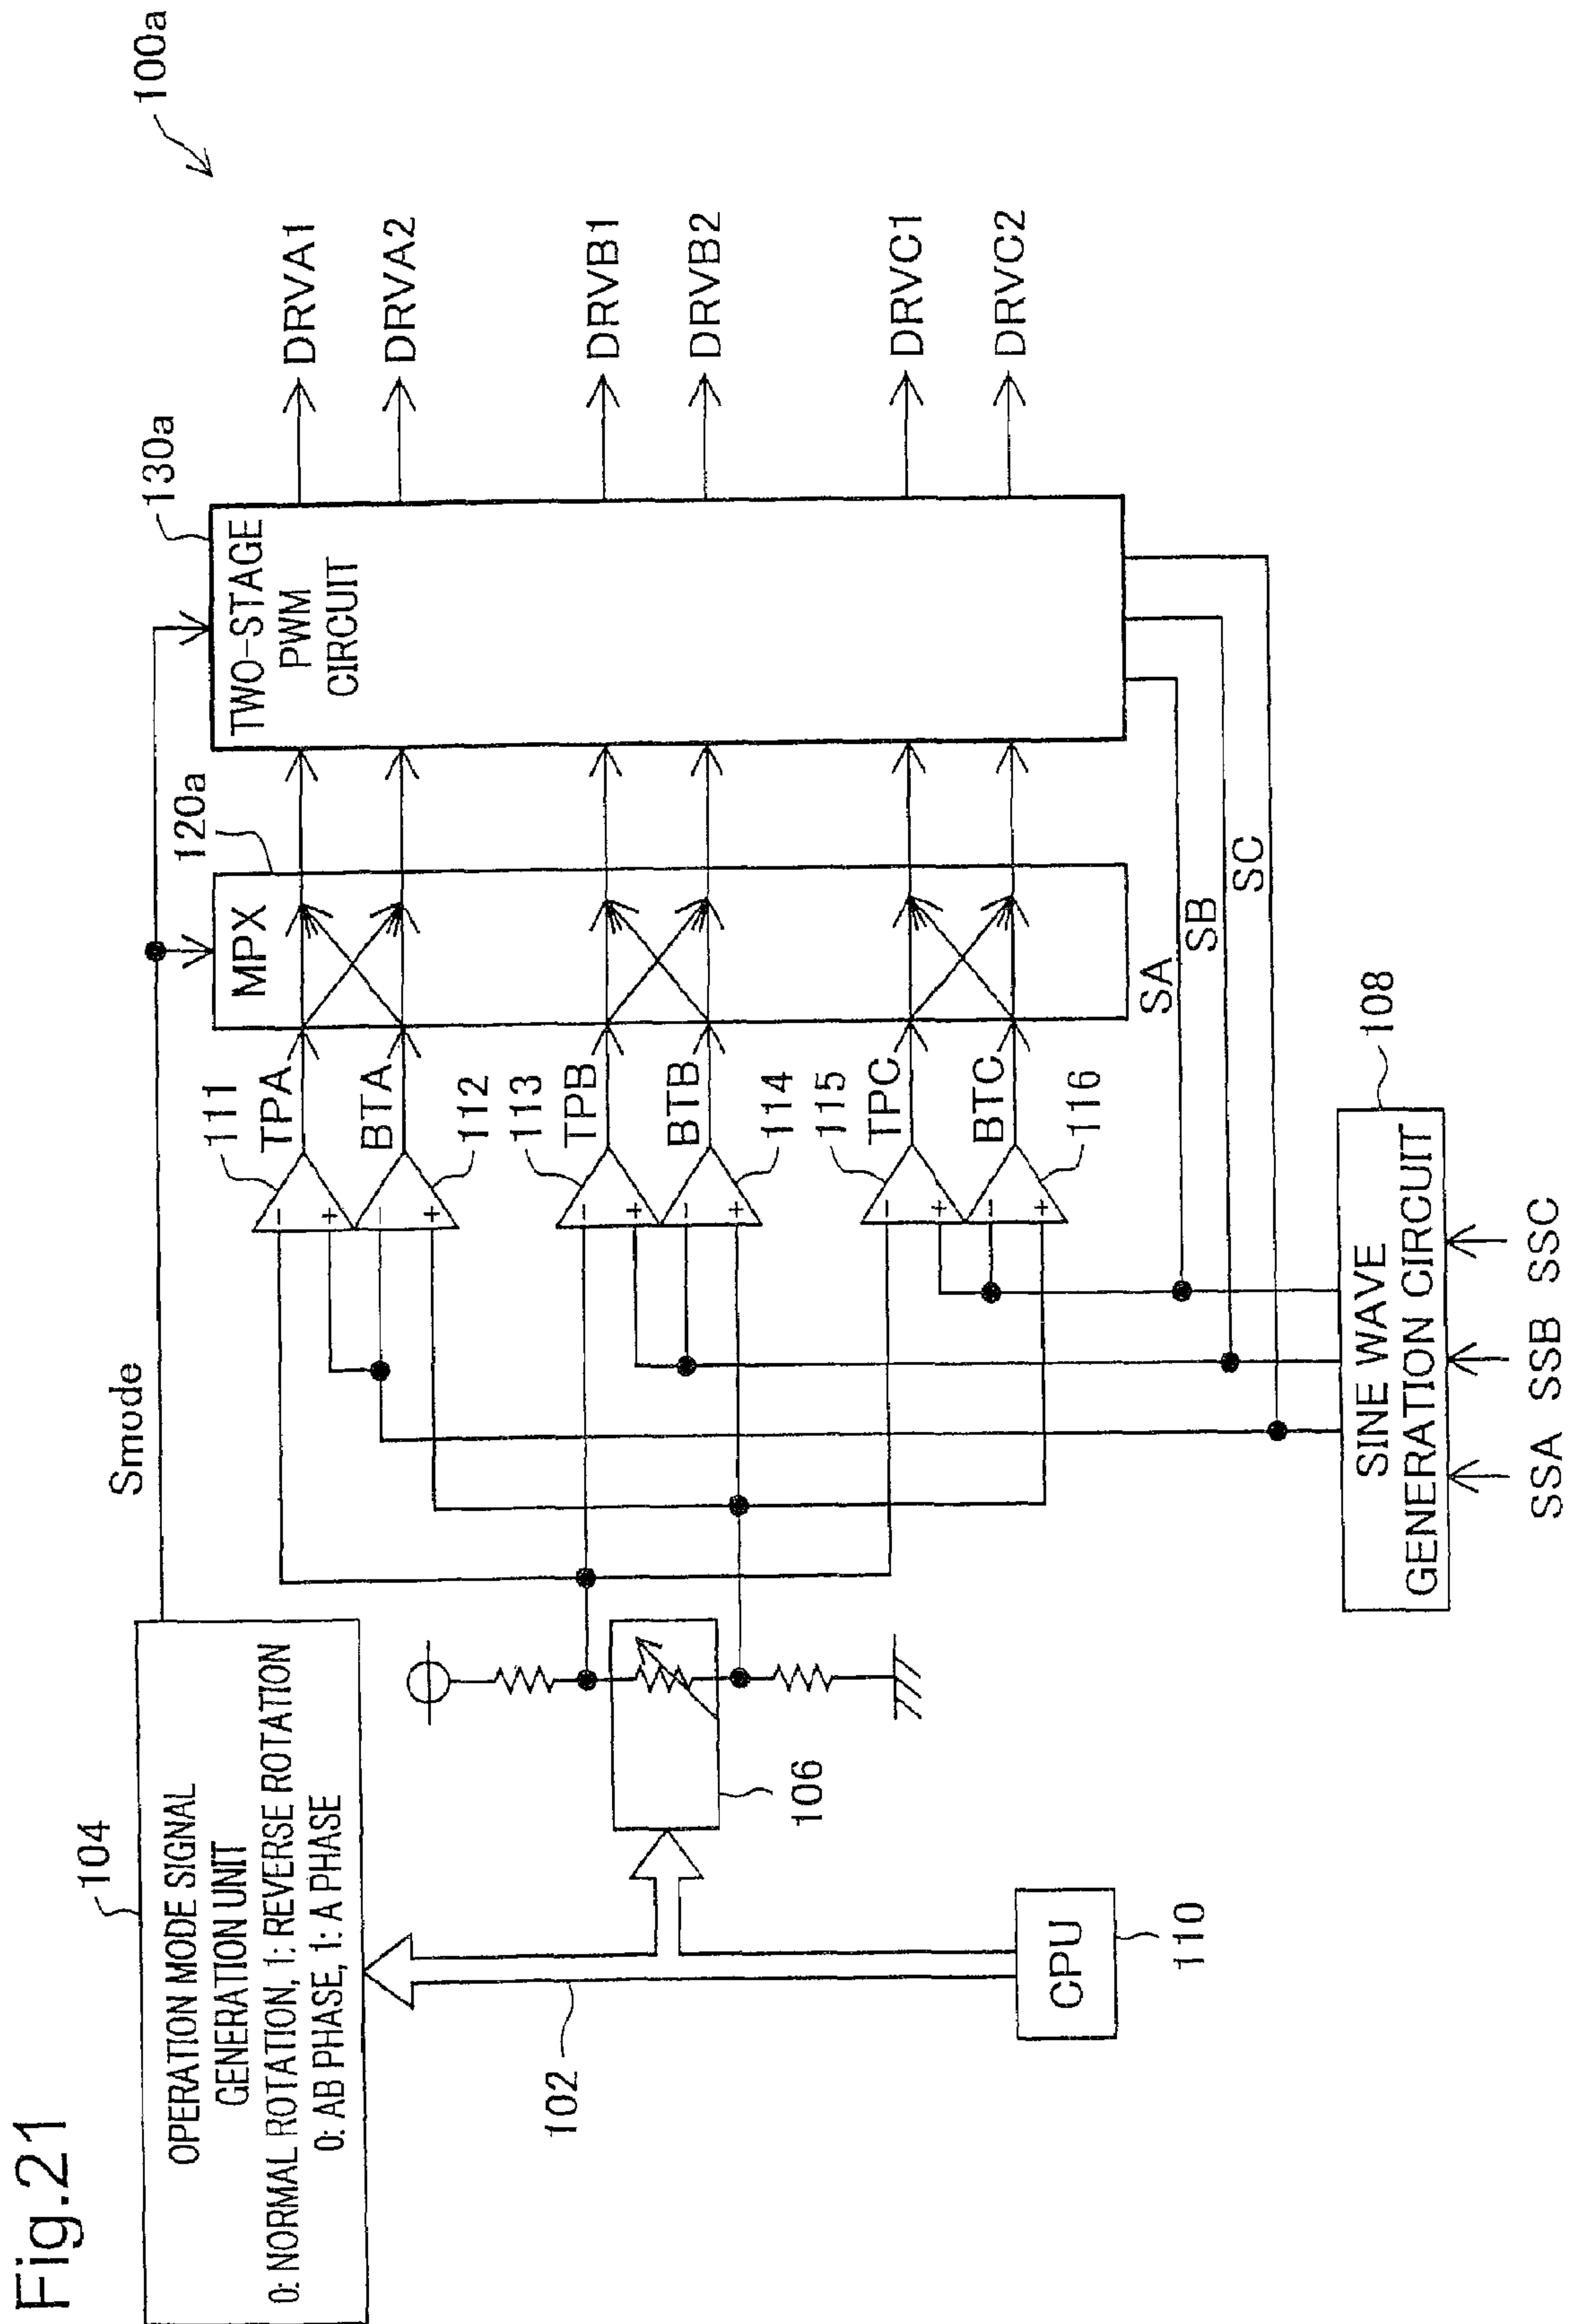 Fig.21
100a
104
OPERATION MODE SIGNAL
GENERATION UNIT
0: NORMAL ROTATION, 1: REVERSE ROTATION
0: AB PHASE, 1: A PHASE
Smode
120a
MPX
130a
TWO-STAGE
PWM
CIRCUIT
DRVA1
DRVA2
DRVB1
DRVB2
DRVC1
DRVC2
111
TPA
-
+
BTA
112
-
+
113
TPB
-
+
BTB
114
-
+
115
TPC
-
+
BTC
116
-
+
106
102
CPU
110
SA
SB
SC
108
SINE WAVE
GENERATION CIRCUIT
SSA SSB SSC